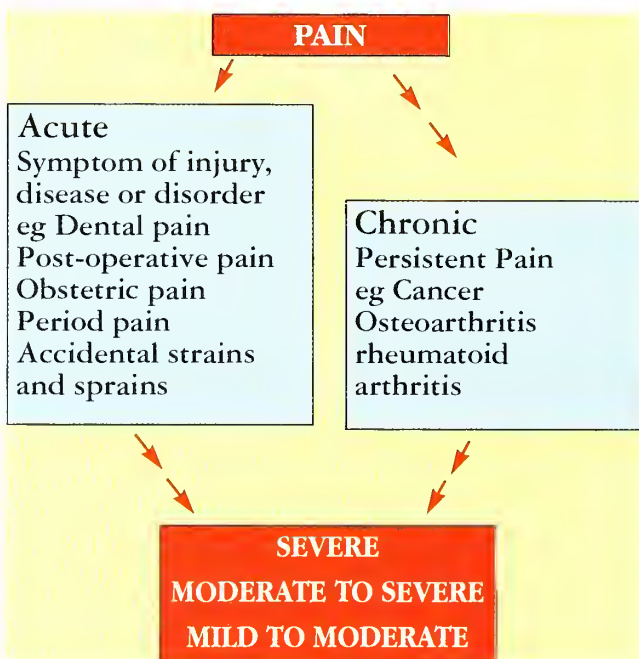 PAIN
Acute
Symptom of injury,
disease or disorder
eg Dental pain
Post-operative pain
Obstetric pain
Period pain
Accidental strains
and sprains
Chronic
Persistent Pain
eg Cancer
Osteoarthritis
rheumatoid
arthritis
SEVERE
MODERATE TO SEVERE
MILD TO MODERATE